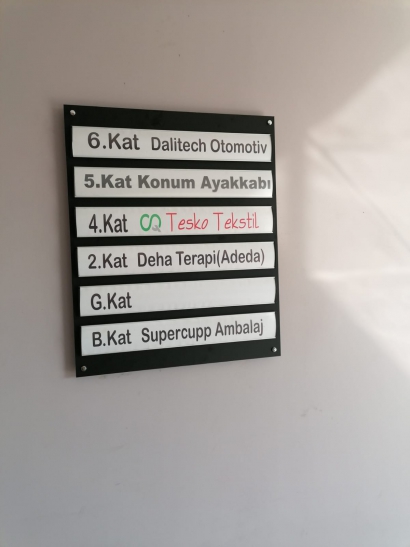 6.Kat Dalitech Otomotiv
5.Kat Konum Ayakkabı
4.Kat Tesko Tekstil
2.Kat Deha Terapi(Adeda)
G.Kat
B.Kat Supercupp Ambalaj